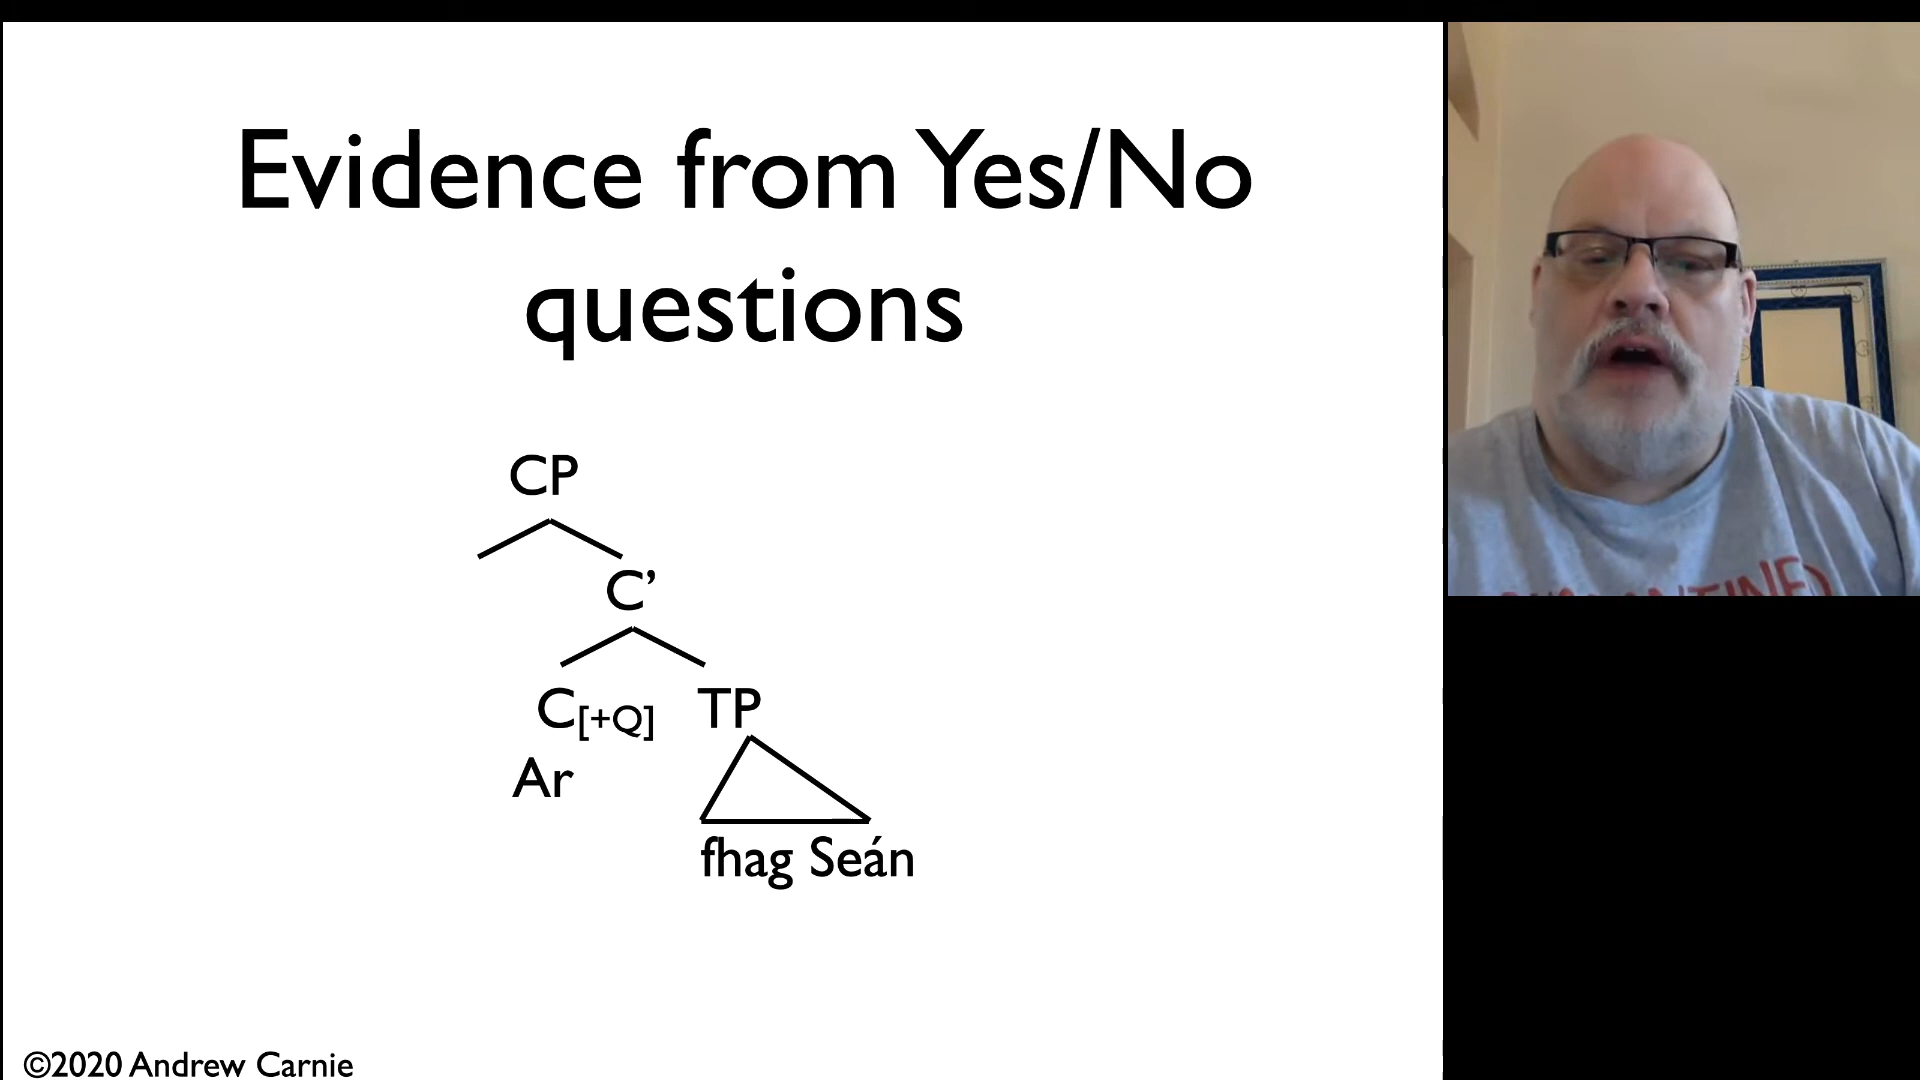 Evidence from Yes/No
questions
CP
C’
C[+Q] TP
Ar
fhag Seán
©2020 Andrew Carnie